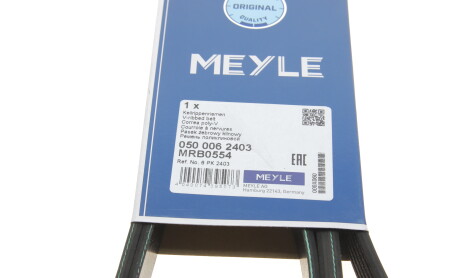 ORIGINAL
QUALITY
MEYLE
1 x
Keilrippenriemen
V-ribbed belt
Correa poly-V
Courroie à nervures
Pasek żebrowy klinowy
Ремень поликлиновой
050 006 2403
MRB0554
Ref. No. 6 PK 2403
EAC
MEYLE
MEYLE AG
Hamburg 22143, Germany